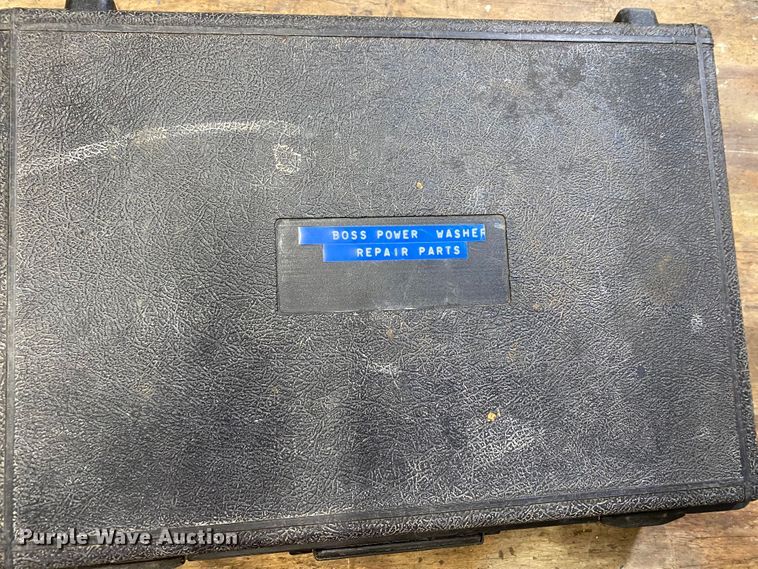 BOSS POWER WASHER
REPAIR PARTS
Purple Wave Auction